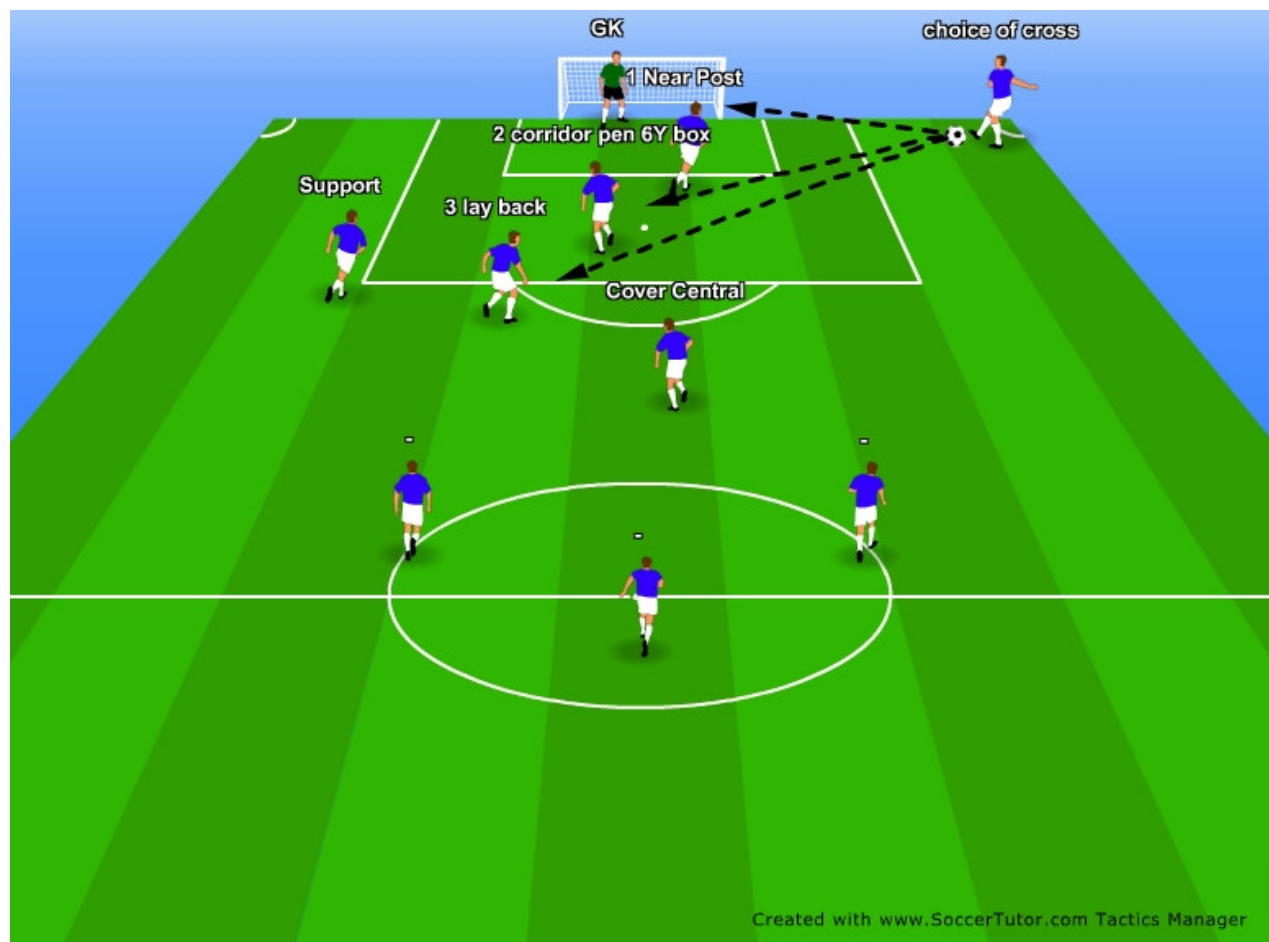 GK
choice of cross
1 Near Post
2 corridor pen 6Y box
Support
3 lay back
Cover Central
-
-
-
Created with www.SoccerTutor.com Tactics Manager